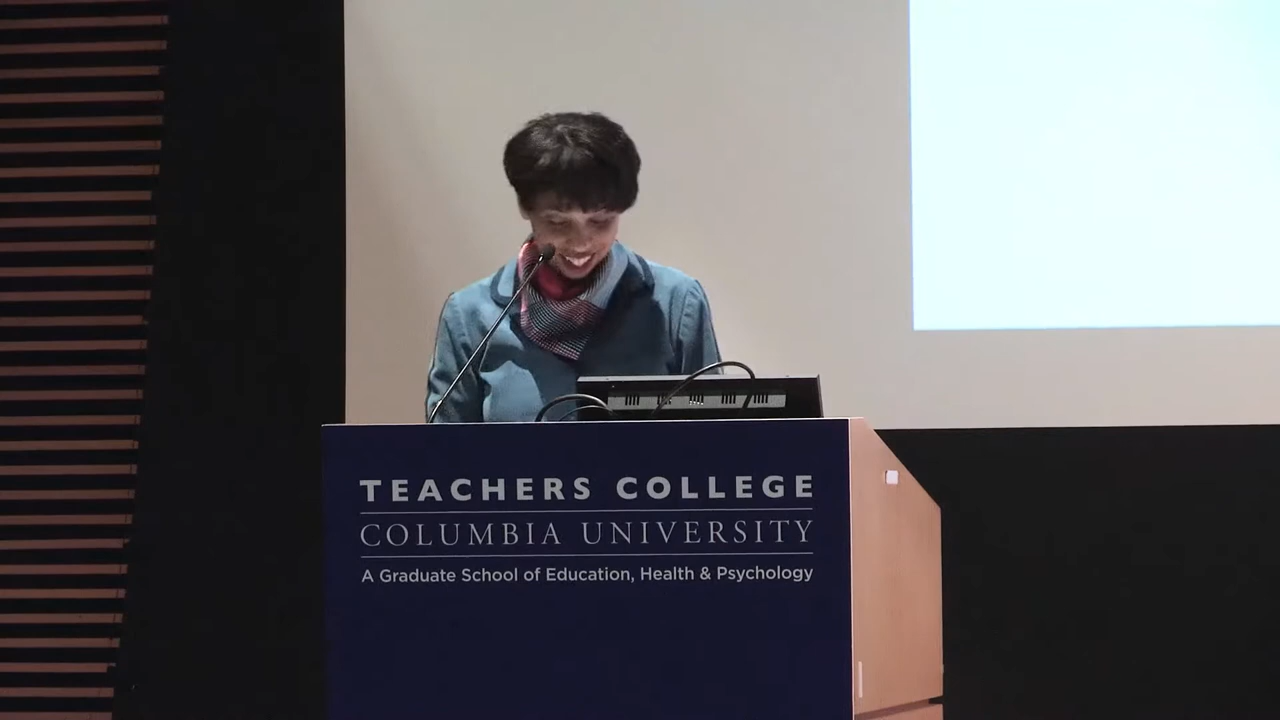 TEACHERS COLLEGE
COLUMBIA UNIVERSITY
A Graduate School of Education, Health & Psychology